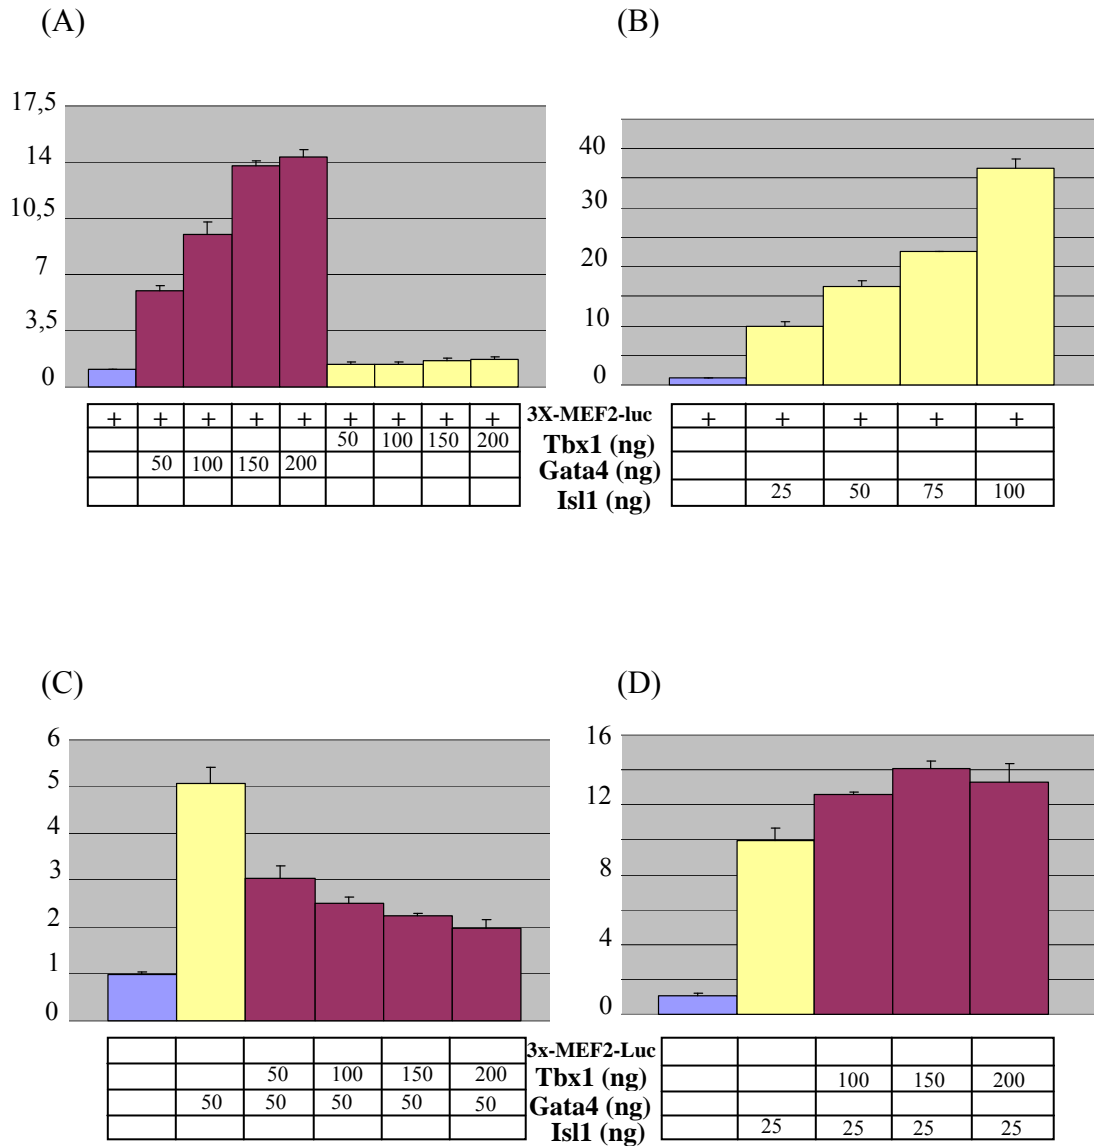 (A)
17,5
14
10,5
7
3,5
0
+ + + + + + + + + 3X-MEF2-luc
50 100 150 200 Tbx1 (ng)
50 100 150 200 Gata4 (ng)
Isl1 (ng)
(B)
40
30
20
10
0
+ + + + +
25 50 75 100
(C)
6
5
4
3
2
1
0
3x-MEF2-Luc
50 100 150 200 Tbx1 (ng)
50 50 50 50 50 Gata4 (ng)
Isl1 (ng)
(D)
16
12
8
4
0
100 150 200
25 25 25 25